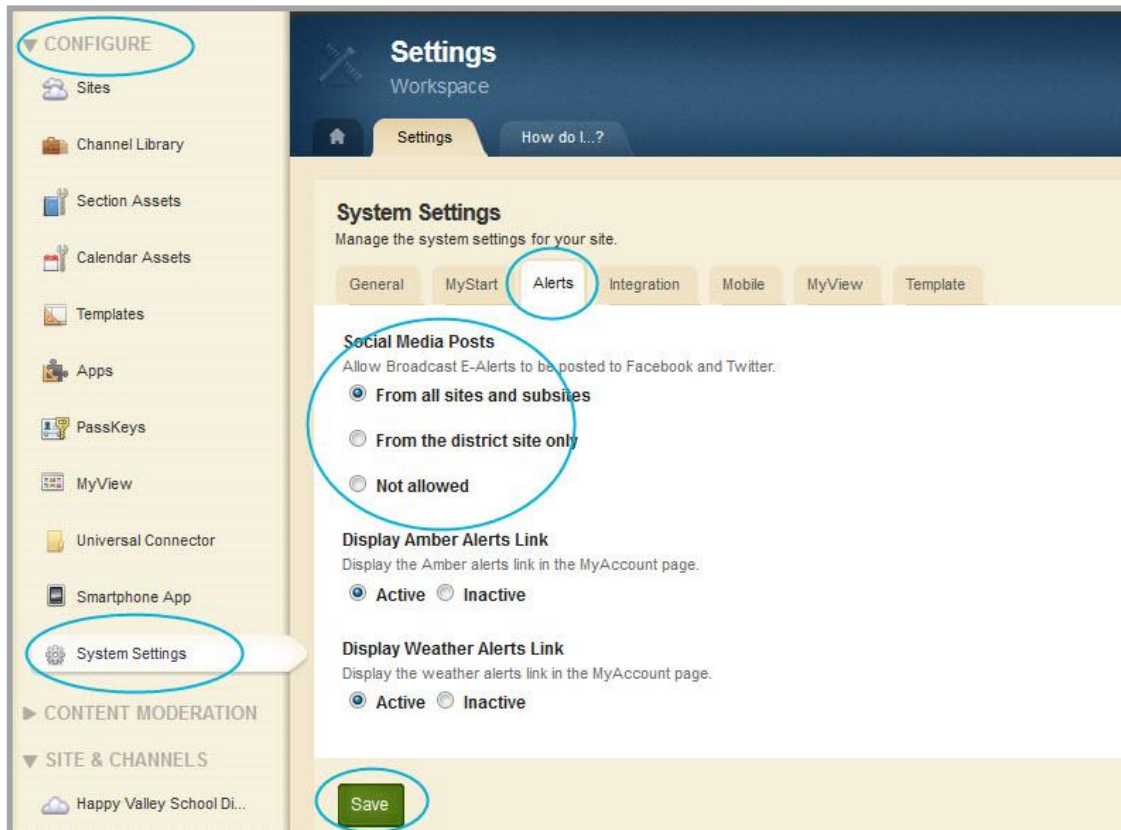 CONFIGURE
Sites
Channel Library
Section Assets
Calendar Assets
Templates
Apps
PassKeys
MyView
Universal Connector
Smartphone App
System Settings
CONTENT MODERATION
SITE & CHANNELS
Happy Valley School Di...
Settings
Workspace
Settings
How do I...?
System Settings
Manage the system settings for your site.
General MyStart Alerts Integration Mobile MyView Template
Social Media Posts
Allow Broadcast E-Alerts to be posted to Facebook and Twitter.
From all sites and subsites
From the district site only
Not allowed
Display Amber Alerts Link
Display the Amber alerts link in the MyAccount page.
Active Inactive
Display Weather Alerts Link
Display the weather alerts link in the MyAccount page.
Active Inactive
Save